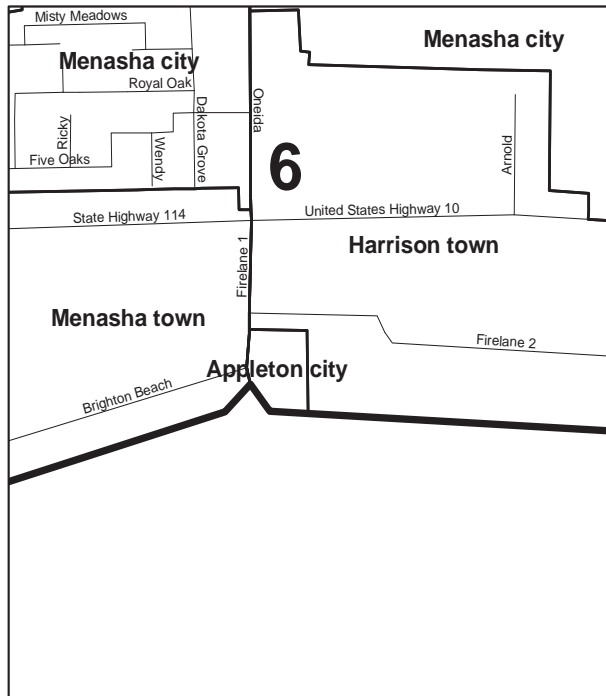 Misty Meadows
Menasha city
Menasha city
Royal Oak
Oneida
Dakota Grove
Ricky
Wendy
Five Oaks
6
Arnold
State Highway 114
United States Highway 10
Firelane 1
Harrison town
Menasha town
Firelane 2
Appleton city
Brighton Beach